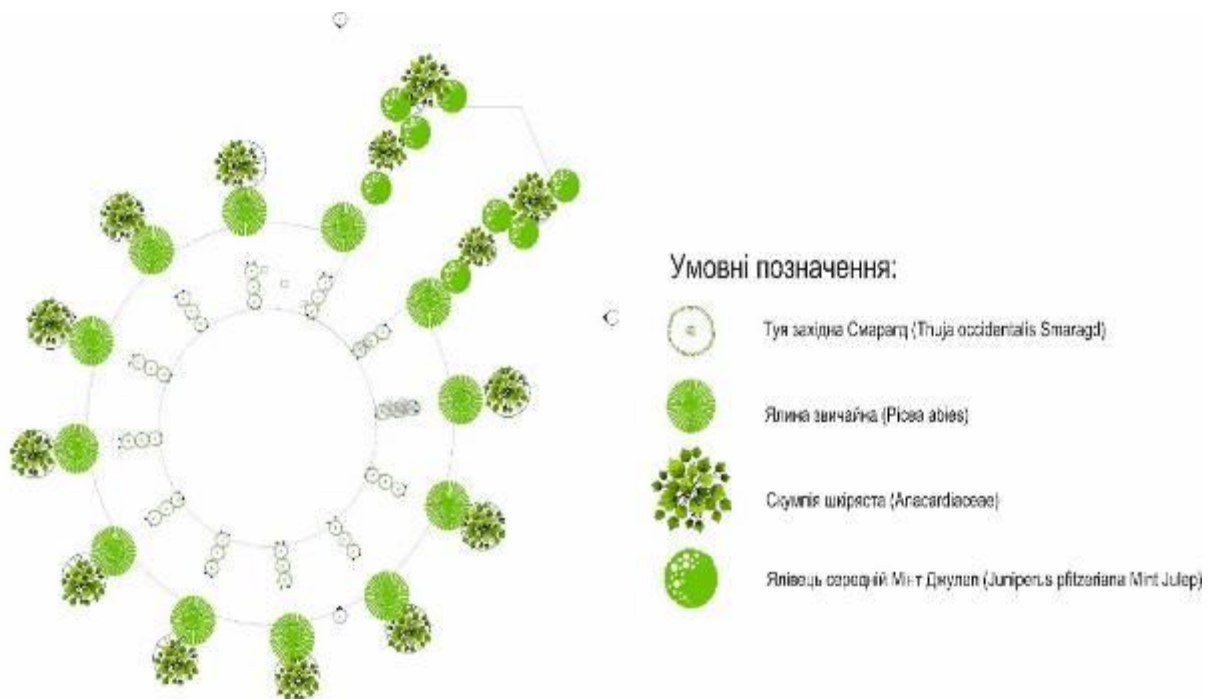 Умовні позначення:
Туя західна Смарагд (Thuja occidentalis Smaragd)
Ялина звичайна (Picea abies)
Скумпія шкіряста (Anacardiaceae)
Ялівець середній Мінт Джулеп (Juniperus pfitzeriana Mint Julep)